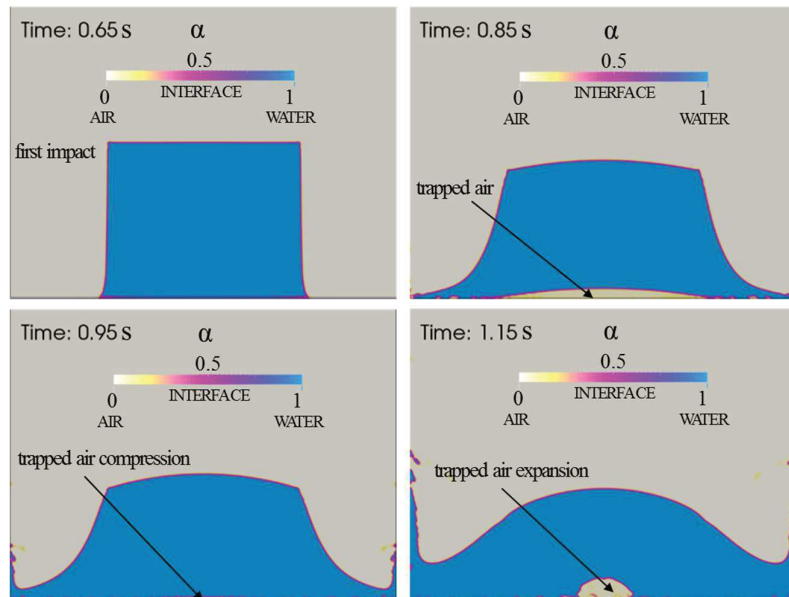 Time: 0.65 s α
0.5
INTERFACE
0 1
AIR WATER
first impact
Time: 0.85 s α
0.5
INTERFACE
0 1
AIR WATER
trapped air
Time: 0.95 s α
0.5
INTERFACE
0 1
AIR WATER
trapped air compression
Time: 1.15 s α
0.5
INTERFACE
0 1
AIR WATER
trapped air expansion